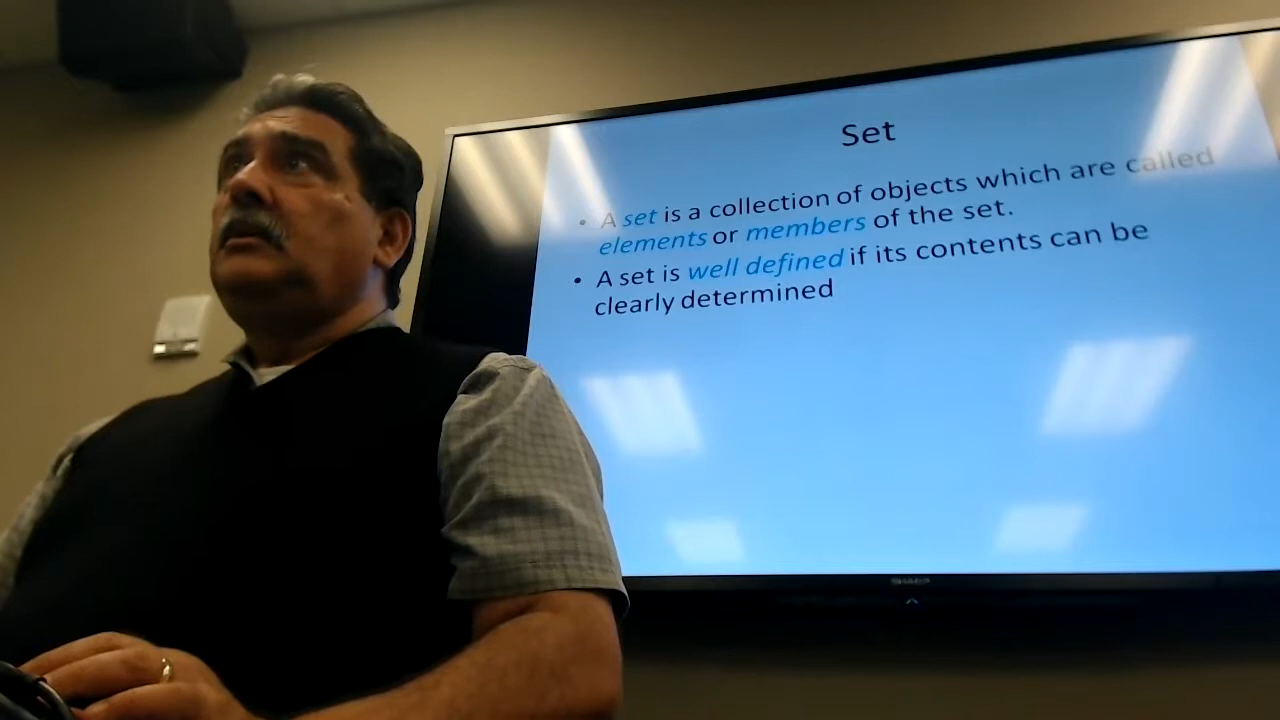 Set
• A set is a collection of objects which are called
elements or members of the set.
• A set is well defined if its contents can be
clearly determined
SHARP